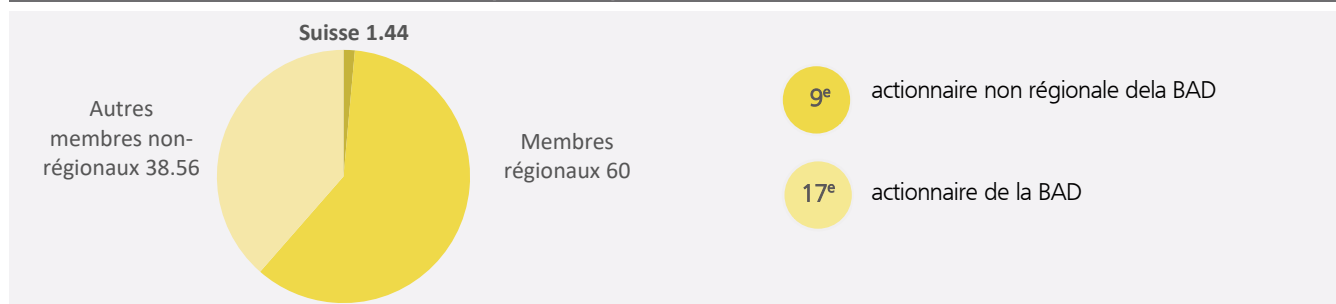 Suisse 1.44
Autres
membres non-
régionaux 38.56
Membres
régionaux 60
9e
actionnaire non régionale dela BAD
17e
actionnaire de la BAD